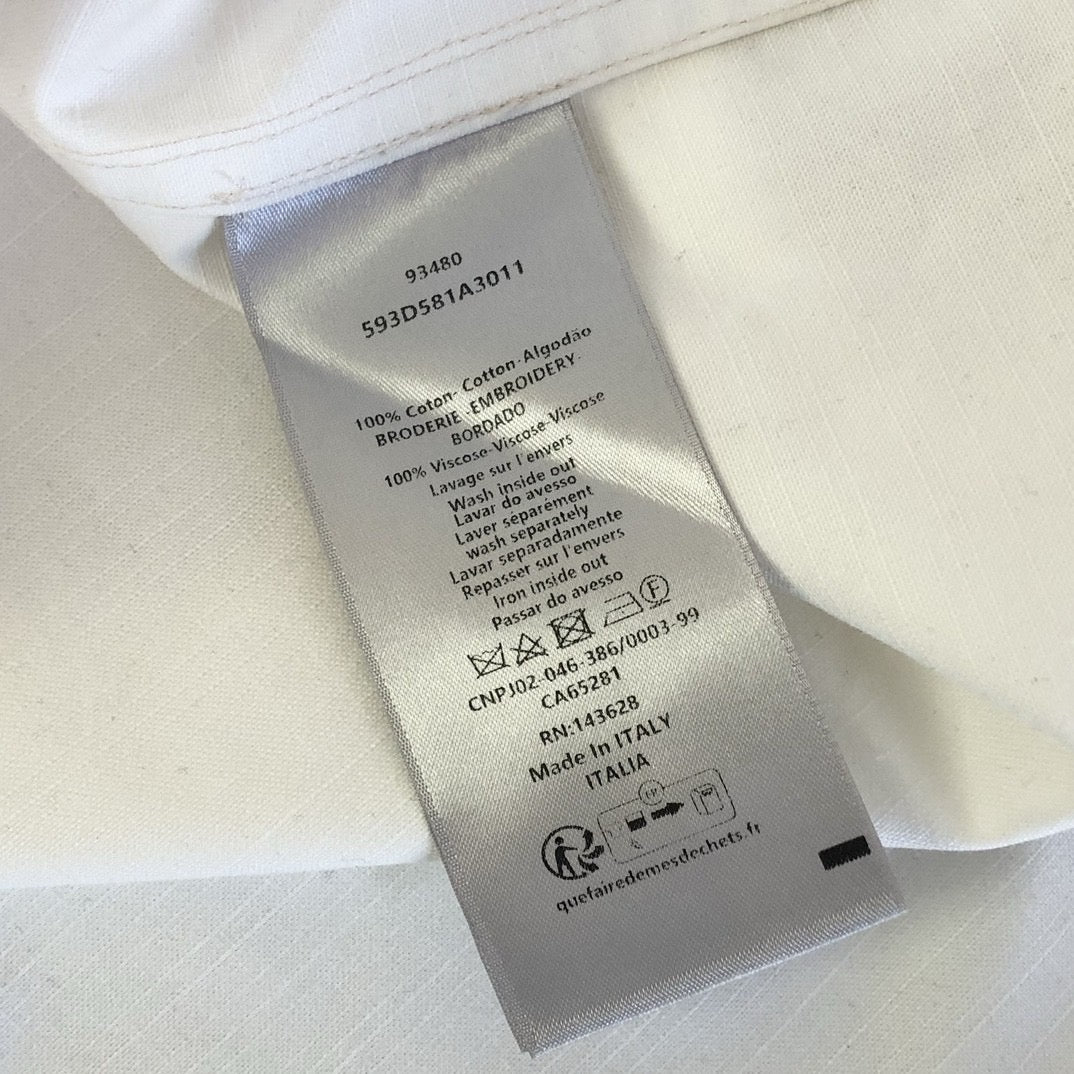 93480
593D581A3011
100% Coton- Cotton-Algodão
BRODERIE -EMBROIDERY-
BORDADO
100% Viscose-Viscose-Viscose
Lavage sur l'envers
Wash inside out
Lavar do avesso
Laver séparément
wash separately
Lavar separadamente
Repasser sur l'envers
Iron inside out
Passar do avesso
F
CNPJ02-046-386/0003-99
CA65281
RN:143628
Made In ITALY
ITALIA
quefairedemesdechets.fr